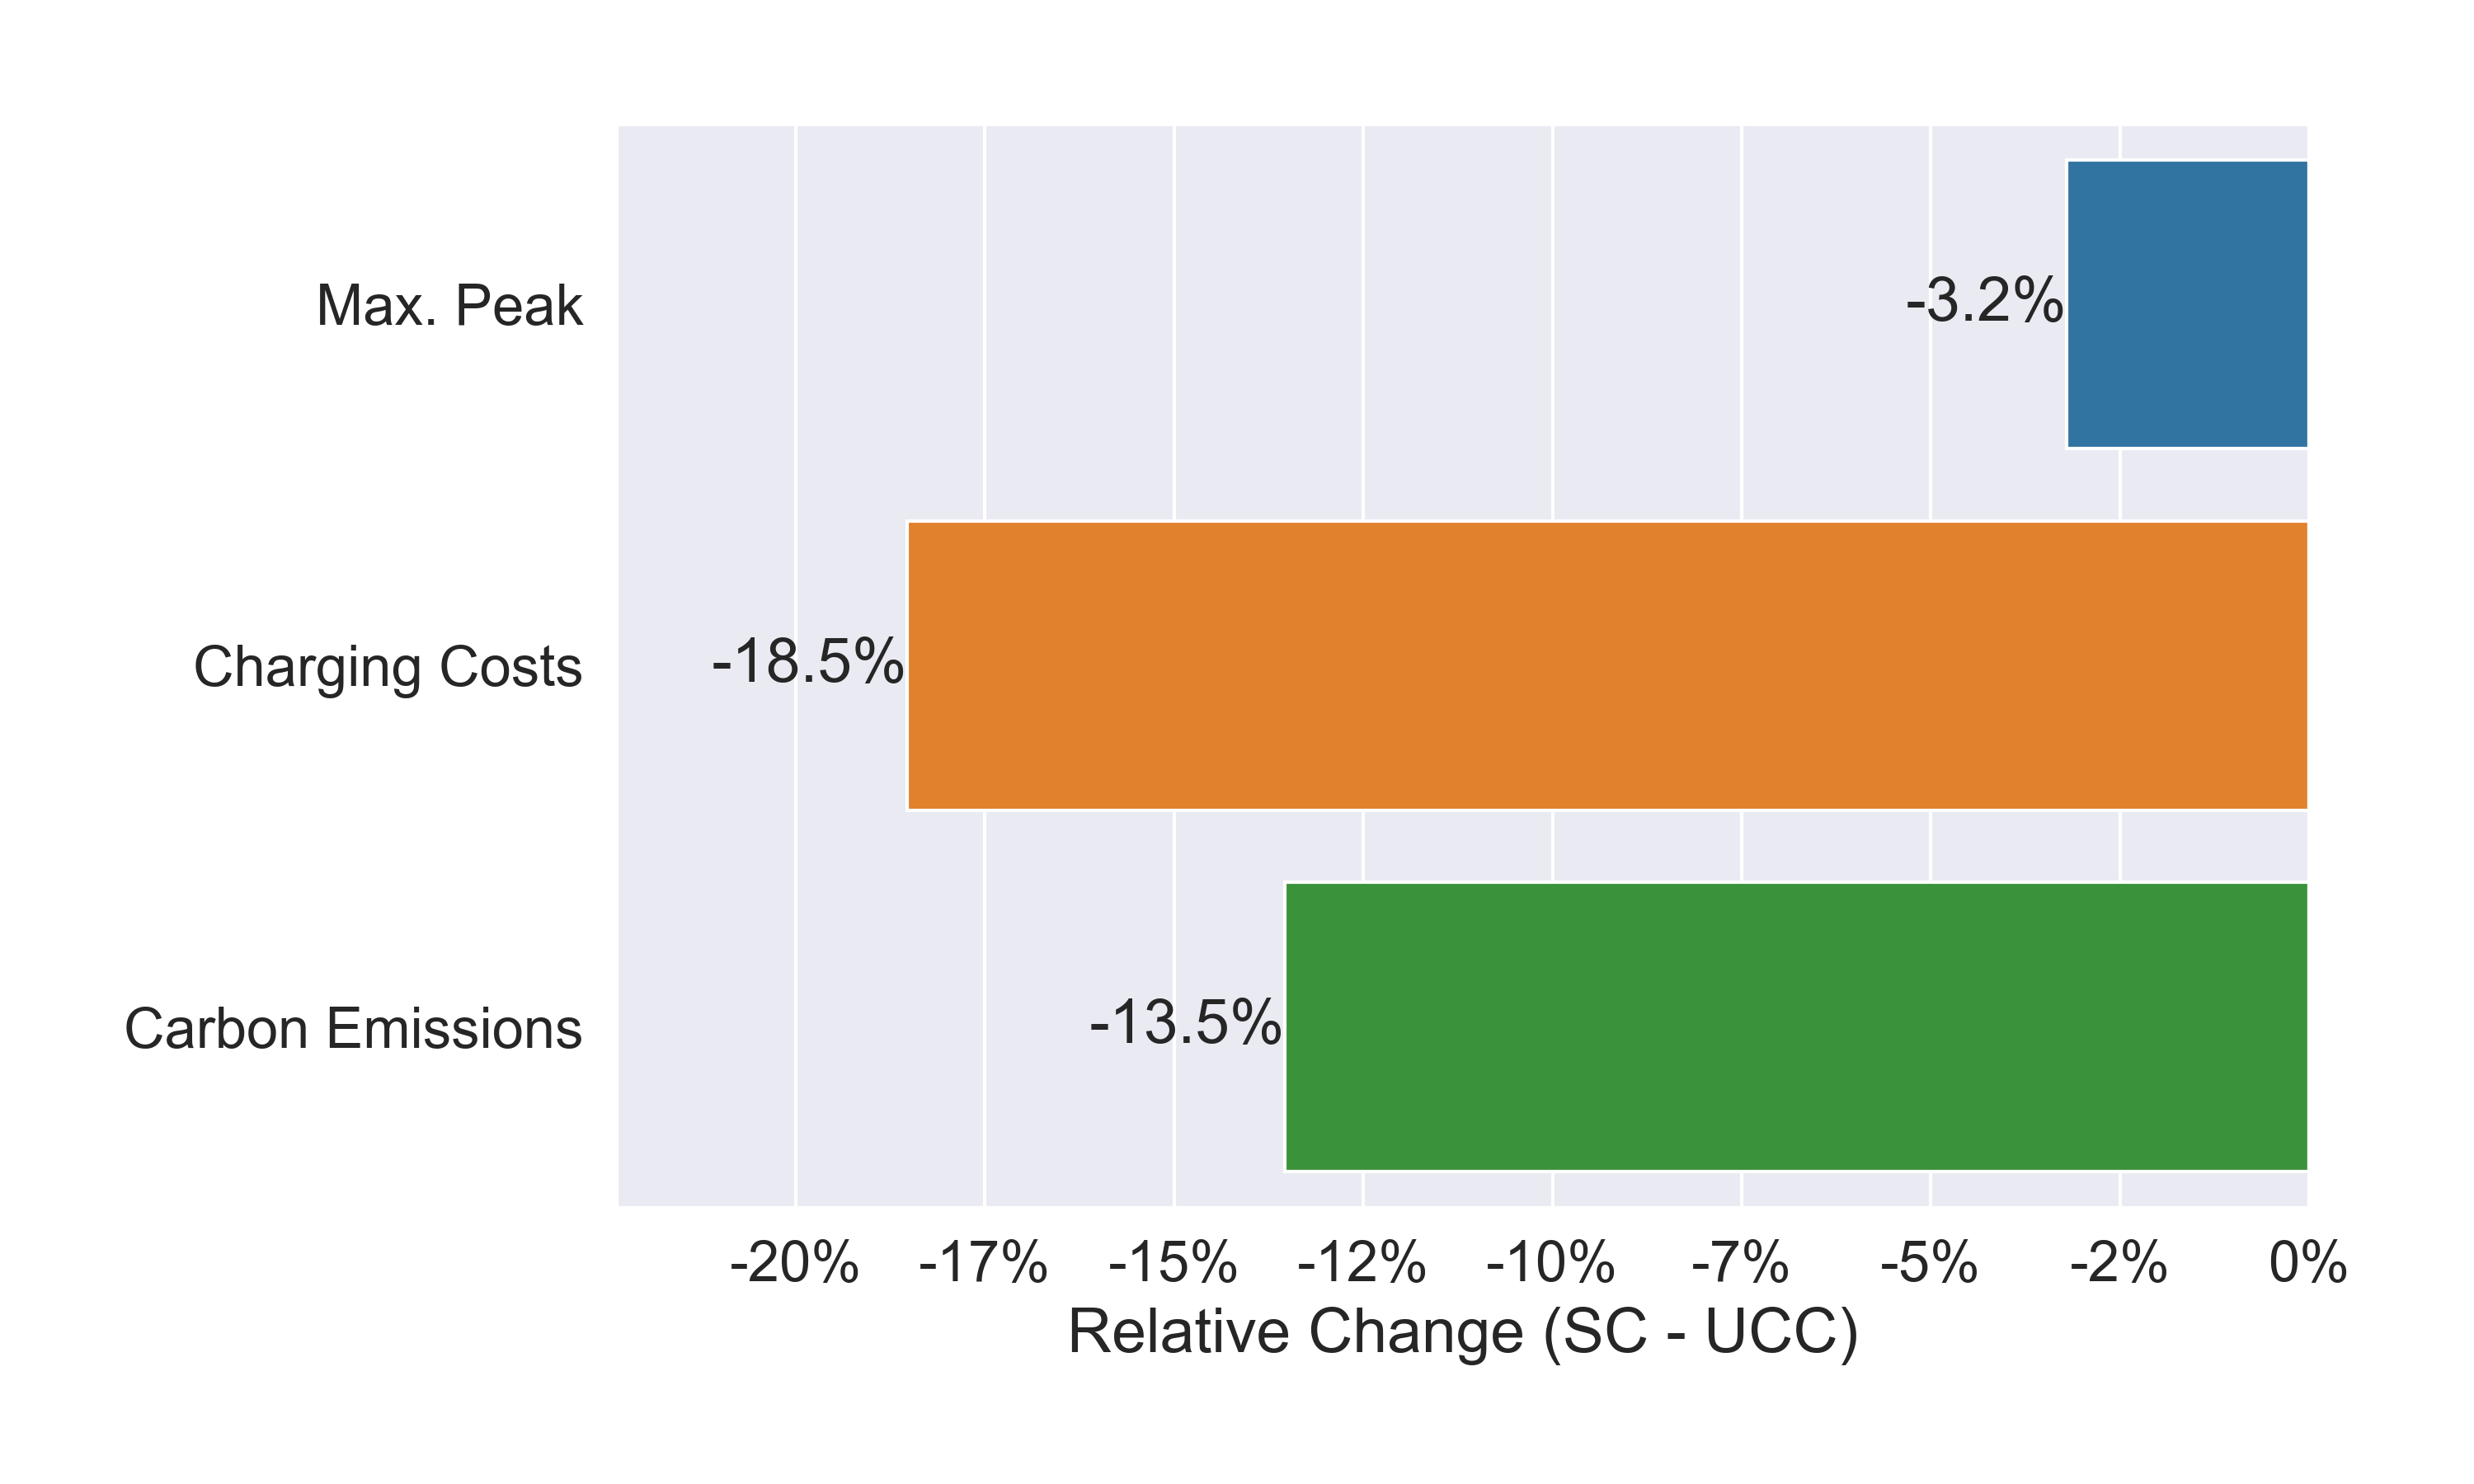 Max. Peak
-3.2%
Charging Costs
-18.5%
Carbon Emissions
-13.5%
-20% -17% -15% -12% -10% -7% -5% -2% 0%
Relative Change (SC - UCC)